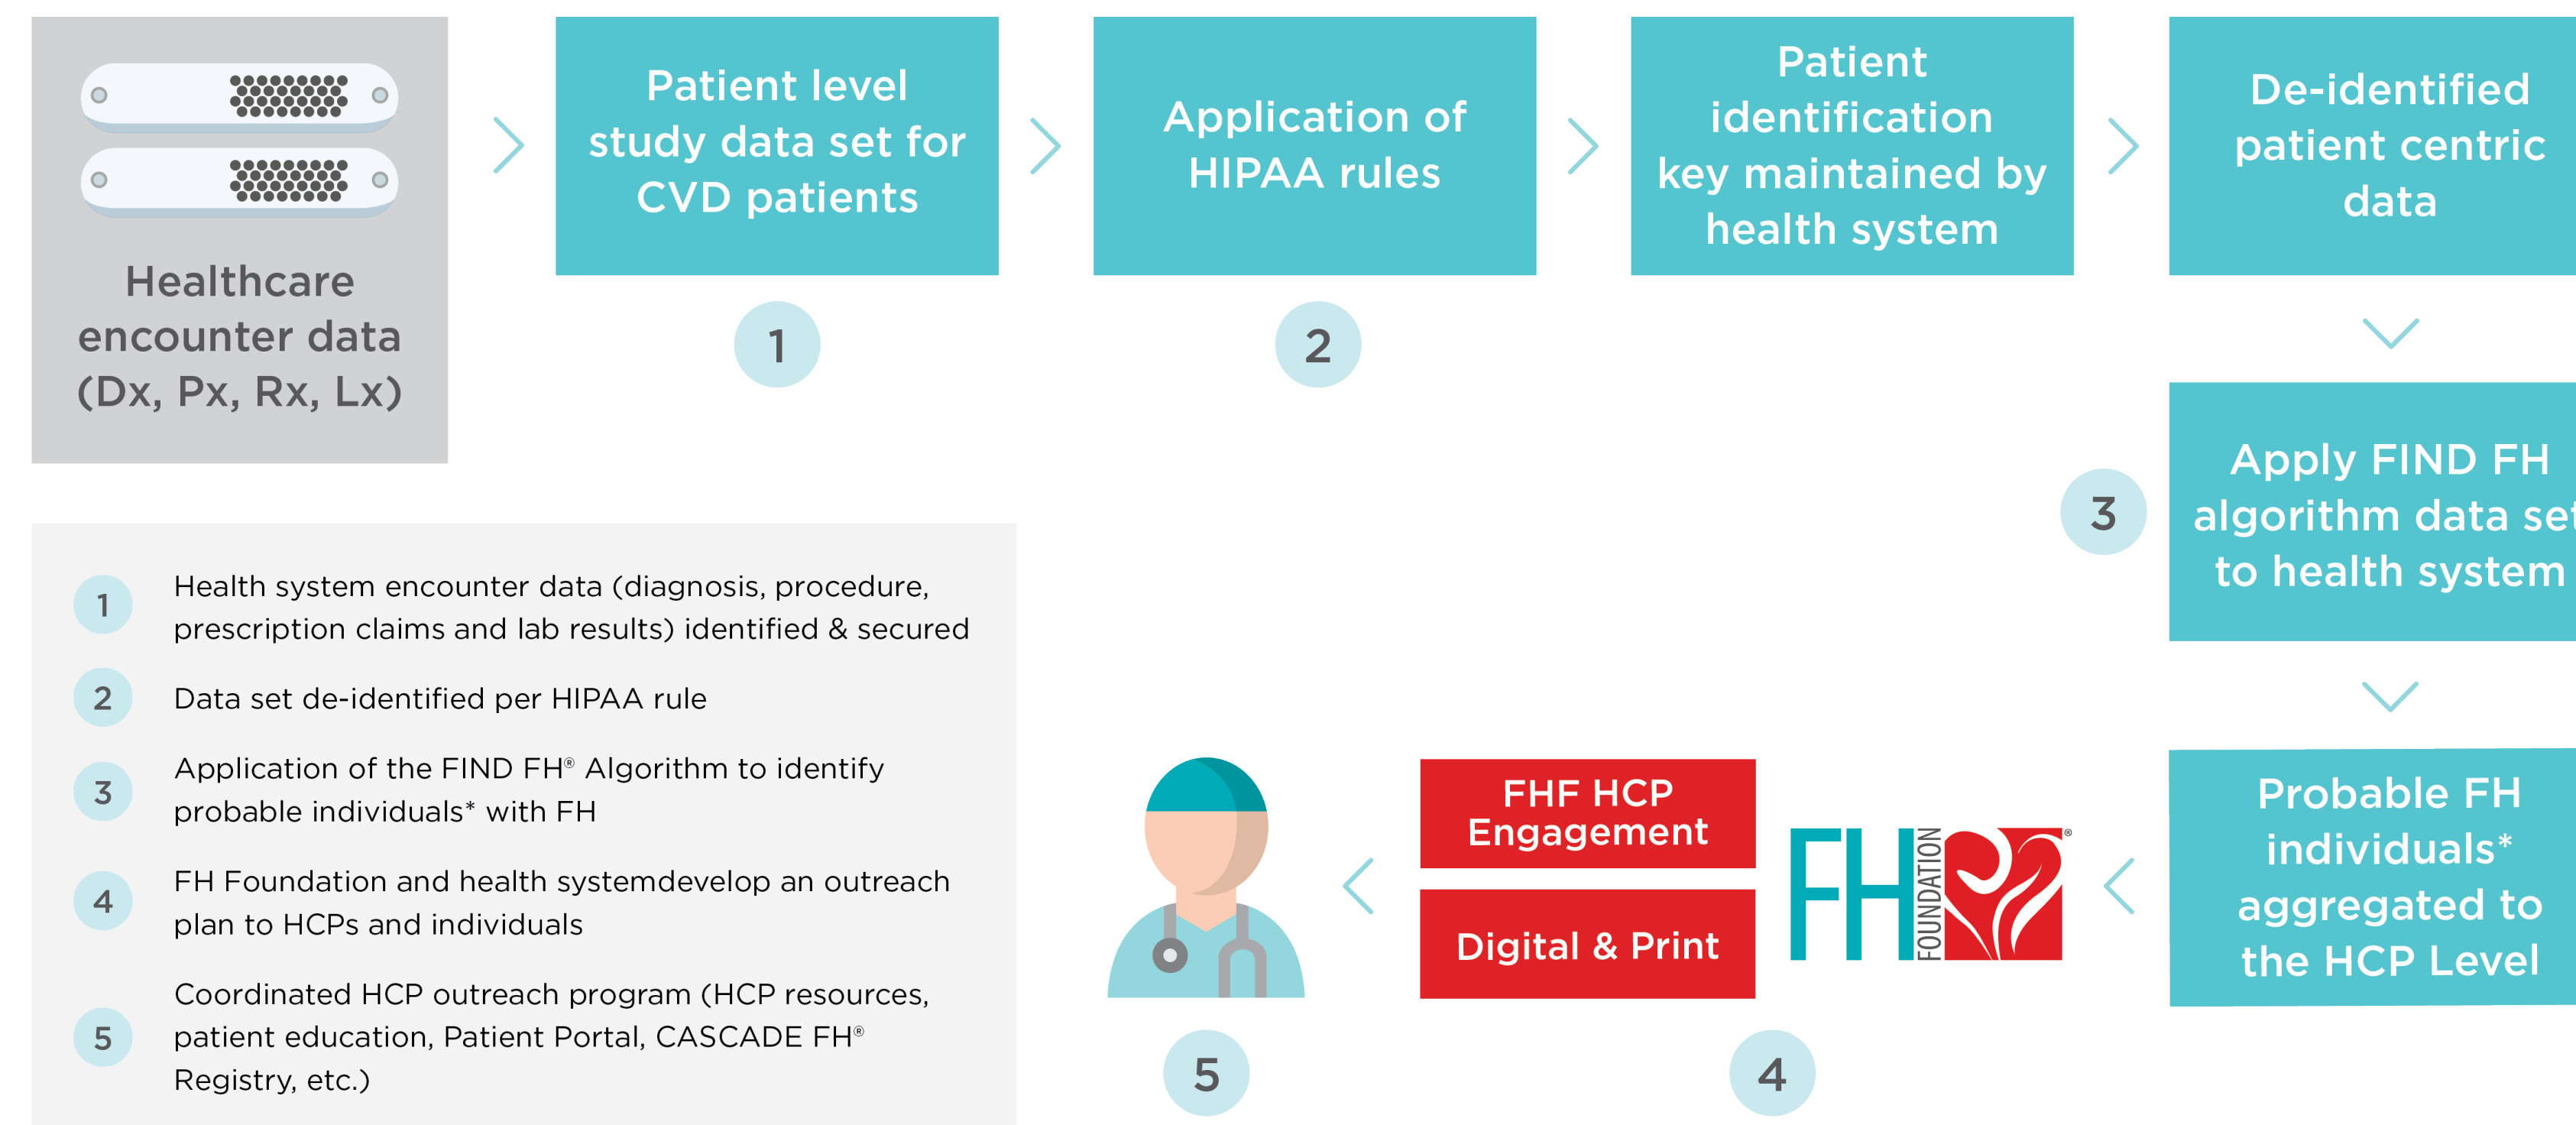 Healthcare
encounter data
(Dx, Px, Rx, Lx)
Patient level
study data set for
CVD patients
1
Application of
HIPAA rules
2
Patient
identification
key maintained by
health system
De-identified
patient centric
data
3
Apply FIND FH
algorithm data set
to health system
Probable FH
individuals*
aggregated to
the HCP Level
FH
FOUNDATION
®
FHF HCP
Engagement
Digital & Print
4
5
1
Health system encounter data (diagnosis, procedure,
prescription claims and lab results) identified & secured
2
Data set de-identified per HIPAA rule
3
Application of the FIND FH® Algorithm to identify
probable individuals* with FH
4
FH Foundation and health systemdevelop an outreach
plan to HCPs and individuals
5
Coordinated HCP outreach program (HCP resources,
patient education, Patient Portal, CASCADE FH®
Registry, etc.)